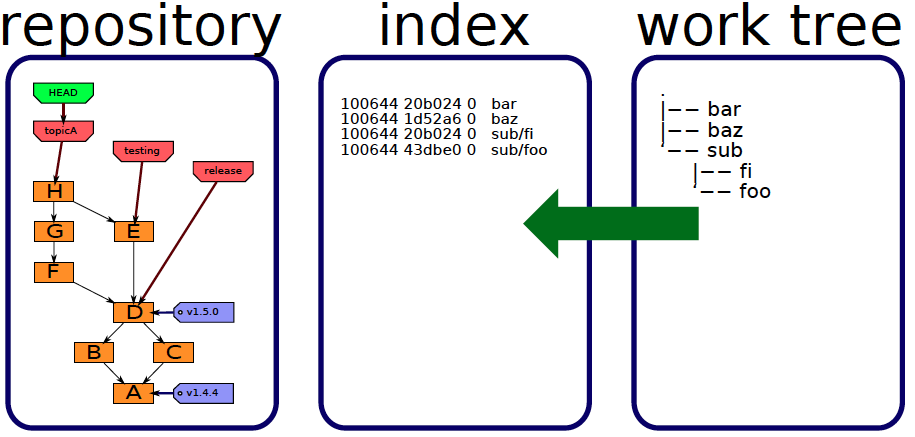 repository
index
work tree
HEAD
topicA
testing
release
H
G
E
F
D
v1.5.0
B
C
A
v1.4.4
100644 20b024 0 bar
100644 1d52a6 0 baz
100644 20b024 0 sub/fi
100644 43dbe0 0 sub/foo
.
|-- bar
|-- baz
`-- sub
|-- fi
`-- foo